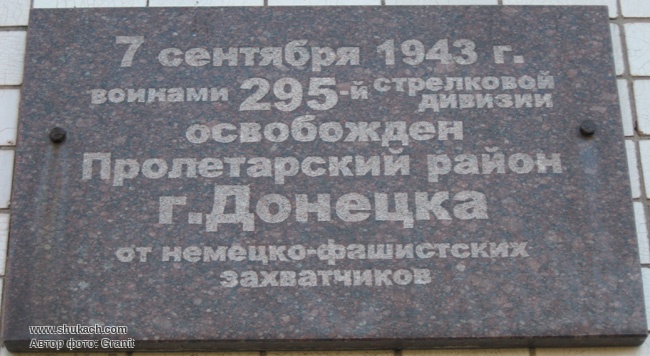 7 сентября 1943 г.
воинами 295-й стрелковой дивизии
освобожден
Пролетарский район
г.Донецка
от немецко-фашистских
захватчиков
www.shukach.com
Автор фото: Granit